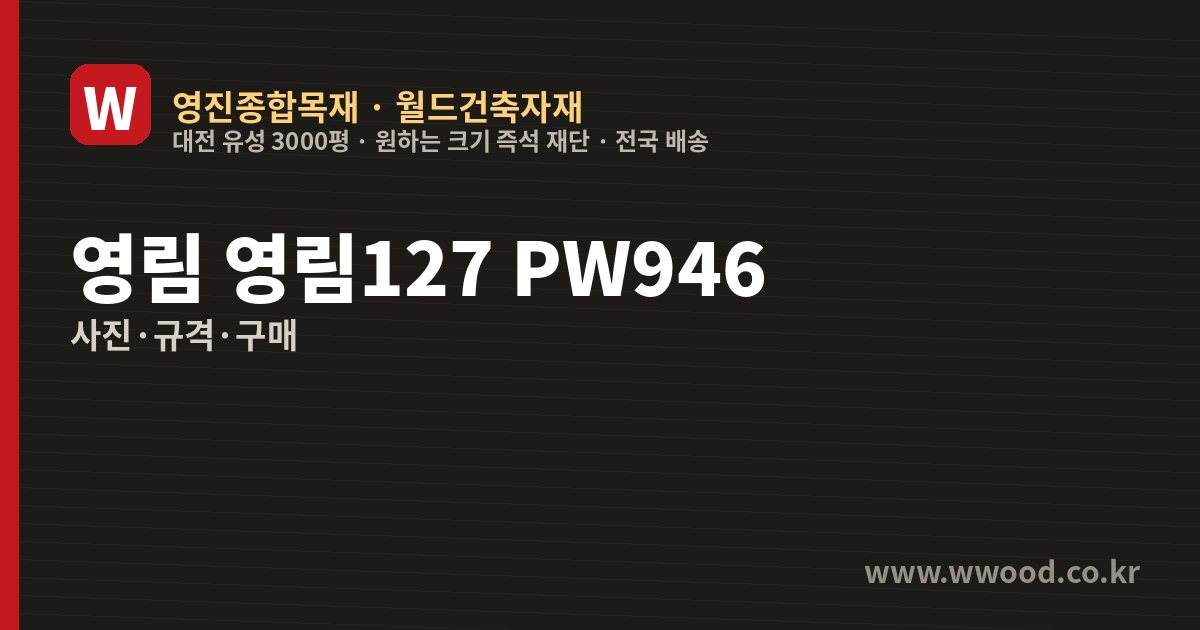 W
영진종합목재 · 월드건축자재
대전 유성 3000평 · 원하는 크기 즉석 재단 · 전국 배송
영림 영림127 PW946
사진·규격·구매
www.wwood.co.kr